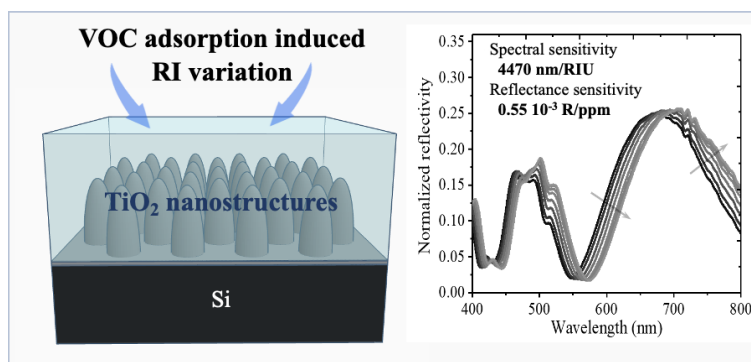 VOC adsorption induced
RI variation
TiO₂ nanostructures
Si
Spectral sensitivity
4470 nm/RIU
Reflectance sensitivity
0.55 10⁻³ R/ppm
Normalized reflectivity
0.35
0.30
0.25
0.20
0.15
0.10
0.05
0.00
400 500 600 700 800
Wavelength (nm)